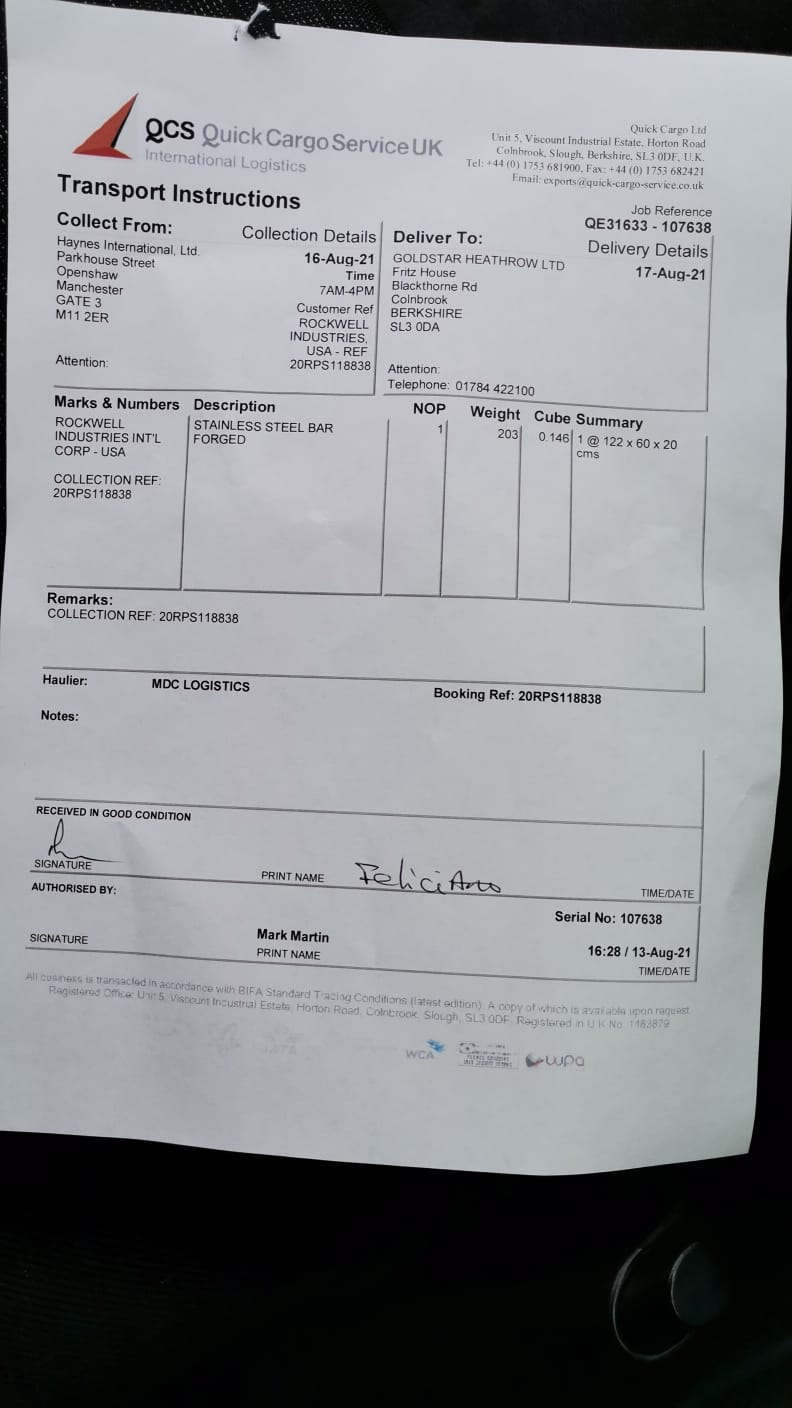 QCS Quick Cargo Service UK
International Logistics
Quick Cargo Ltd
Unit 5, Viscount Industrial Estate, Horton Road
Colnbrook, Slough, Berkshire, SL3 0DF, U.K.
Tel: +44 (0) 1753 681900, Fax: +44 (0) 1753 682421
Email: exports@quick-cargo-service.co.uk
Transport Instructions
Job Reference
QE31633 - 107638
Collect From:
Haynes International, Ltd.
Parkhouse Street
Openshaw
Manchester
GATE 3
M11 2ER
Attention:
Collection Details
16-Aug-21
Time
7AM-4PM
Customer Ref
ROCKWELL
INDUSTRIES,
USA - REF
20RPS118838
Deliver To:
GOLDSTAR HEATHROW LTD
Fritz House
Blackthorne Rd
Colnbrook
BERKSHIRE
SL3 0DA
Attention:
Telephone: 01784 422100
Delivery Details
17-Aug-21
Marks & Numbers Description NOP Weight Cube Summary
ROCKWELL
INDUSTRIES INT'L
CORP - USA
COLLECTION REF:
20RPS118838
STAINLESS STEEL BAR
FORGED
1 203 0.146 1 @ 122 x 60 x 20
cms
Remarks:
COLLECTION REF: 20RPS118838
Haulier: MDC LOGISTICS Booking Ref: 20RPS118838
Notes:
RECEIVED IN GOOD CONDITION
SIGNATURE PRINT NAME FeliciAno TIME/DATE
AUTHORISED BY:
Serial No: 107638
Mark Martin 16:28 / 13-Aug-21
SIGNATURE PRINT NAME TIME/DATE
All business is transacted in accordance with BIFA Standard Trading Conditions (latest edition). A copy of which is available upon request.
Registered Office: Unit 5, Viscount Industrial Estate, Horton Road, Colnbrook, Slough, SL3 0DF. Registered in U.K No. 1183879
WCA
wpa